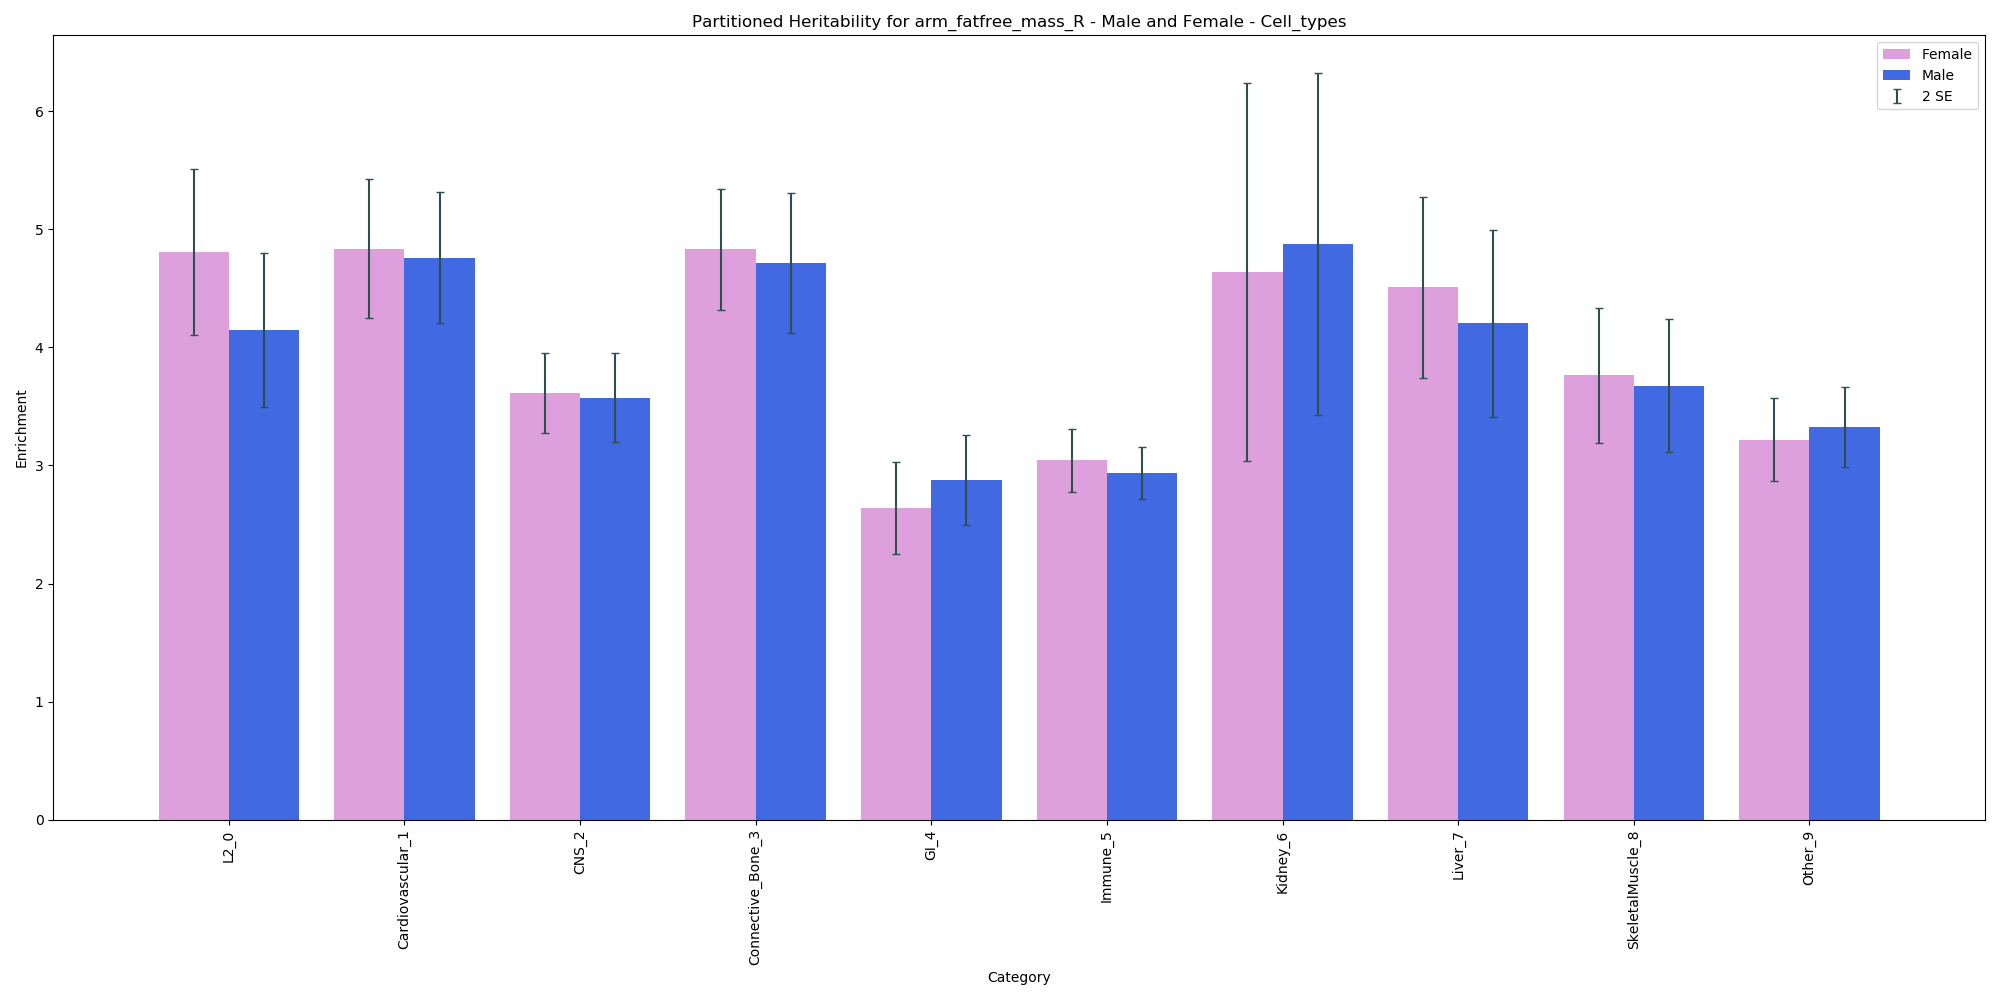 Partitioned Heritability for arm_fatfree_mass_R - Male and Female - Cell_types
Female
Male
2 SE
Enrichment
6
5
4
3
2
1
0
L2_0
Cardiovascular_1
CNS_2
Connective_Bone_3
GI_4
Immune_5
Kidney_6
Liver_7
SkeletalMuscle_8
Other_9
Category